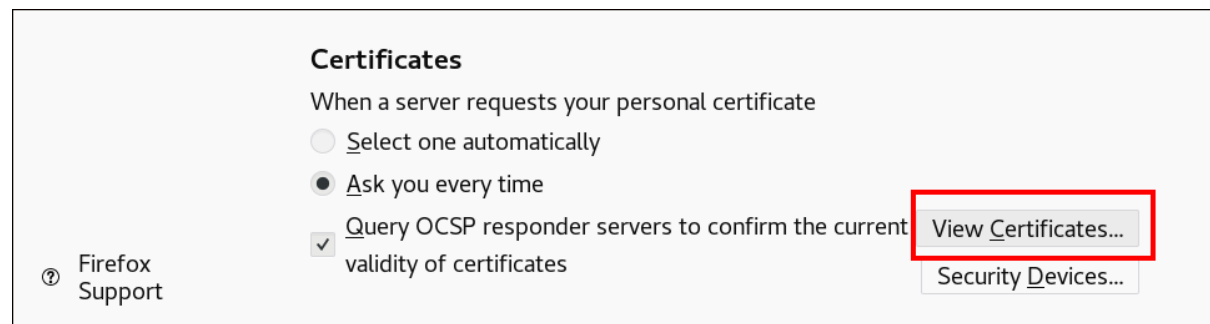 Certificates
When a server requests your personal certificate
Select one automatically
Ask you every time
Query OCSP responder servers to confirm the current
validity of certificates
View Certificates...
Security Devices...
Firefox
Support